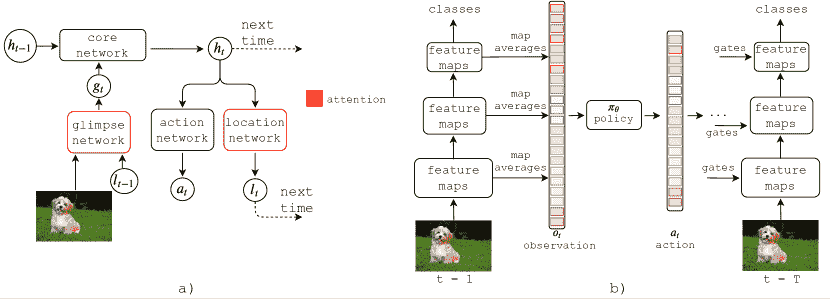 h_{t-1}
core
network
h_t
next
time
g_t
attention
glimpse
network
action
network
location
network
l_{t-1}
a_t
l_t
next
time
a)
classes
feature
maps
map
averages
feature
maps
map
averages
feature
maps
map
averages
t - 1
o_t
observation
π_θ
policy
a_t
action
...
classes
gates
feature
maps
gates
feature
maps
gates
feature
maps
t - T
b)